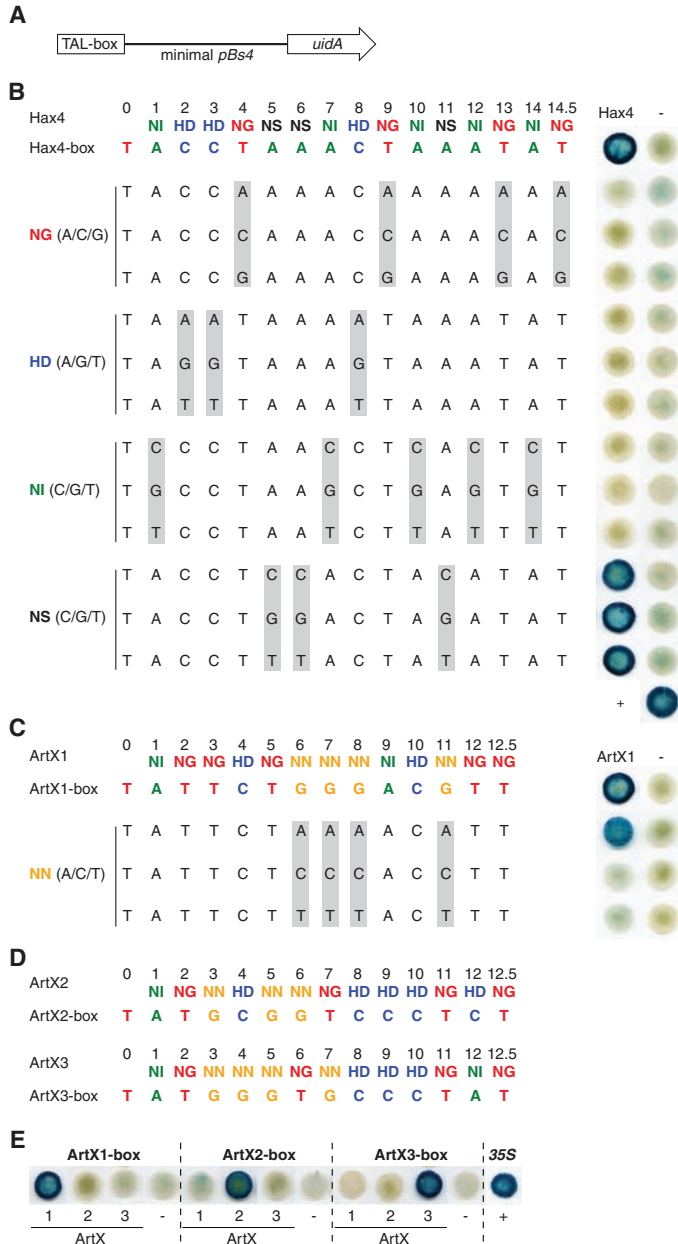 A
TAL-box
minimal pBs4
uidA
B
0 1 2 3 4 5 6 7 8 9 10 11 12 13 14 14.5
Hax4 NI HD HD NG NS NS NI HD NG NI NS NI NG NI NG
Hax4-box T A C C T A A A C T A A A T A T
NG (A/C/G)
T A C C A A A A C A A A A A A A
T A C C C A A A C C A A A C A C
T A C C G A A A C G A A A G A G
HD (A/G/T)
T A A A T A A A A T A A A T A T
T A G G T A A A G T A A A T A T
T A T T T A A A T T A A A T A T
NI (C/G/T)
T C C C T A A C C T C A C T C T
T G C C T A A G C T G A G T G T
T T C C T A A T C T T A T T T T
NS (C/G/T)
T A C C T C C A C T A C A T A T
T A C C T G G A C T A G A T A T
T A C C T T T A C T A T A T A T
Hax4 -
+
C
0 1 2 3 4 5 6 7 8 9 10 11 12 12.5
ArtX1 NI NG NG HD NG NN NN NN NI HD NN NG NG
ArtX1-box T A T T C T G G G A C G T T
NN (A/C/T)
T A T T C T A A A A C A T T
T A T T C T C C C A C C T T
T A T T C T T T T A C T T T
ArtX1 -
D
0 1 2 3 4 5 6 7 8 9 10 11 12 12.5
ArtX2 NI NG NN HD NN NN NG HD HD HD NG HD NG
ArtX2-box T A T G C G G T C C C T C T
0 1 2 3 4 5 6 7 8 9 10 11 12 12.5
ArtX3 NI NG NN NN NN NG NN HD HD HD NG NI NG
ArtX3-box T A T G G G T G C C C T A T
E
ArtX1-box ArtX2-box ArtX3-box 35S
1 2 3 - 1 2 3 - 1 2 3 - +
ArtX ArtX ArtX